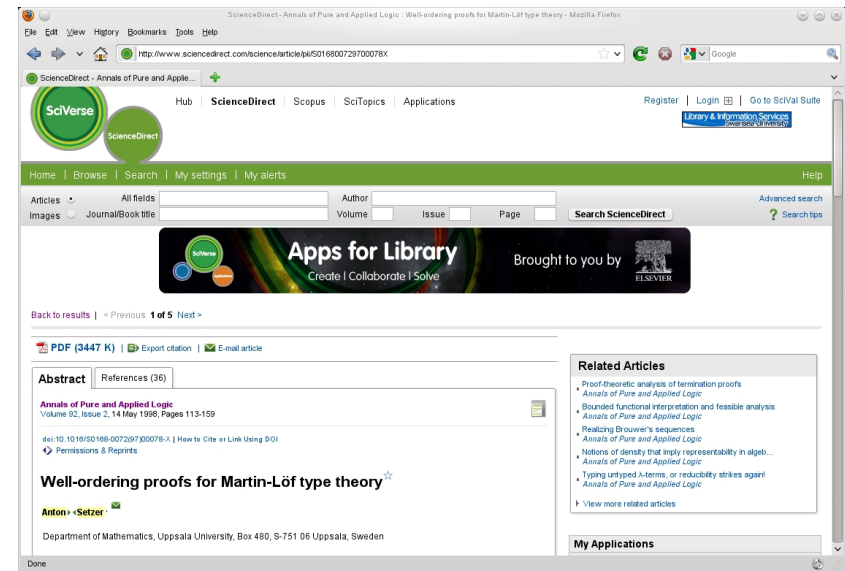 ScienceDirect - Annals of Pure and Applied Logic : Well-ordering proofs for Martin-Löf type theory - Mozilla Firefox
File Edit View History Bookmarks Tools Help
http://www.sciencedirect.com/science/article/pii/S016800729700078X
Google
ScienceDirect - Annals of Pure and Applie...
SciVerse
ScienceDirect
Hub ScienceDirect Scopus SciTopics Applications
Register | Login | Go to SciVal Suite
Library & Information Services
Swansea University
Home | Browse | Search | My settings | My alerts Help
Articles All fields Author Advanced search
Images Journal/Book title Volume Issue Page Search ScienceDirect ? Search tips
SciVerse
Apps for Library
Create | Collaborate | Solve
Brought to you by
ELSEVIER
Back to results | < Previous 1 of 5 Next >
PDF (3447 K) | Export citation | E-mail article
Abstract References (36)
Annals of Pure and Applied Logic
Volume 92, Issue 2, 14 May 1998, Pages 113-159
doi:10.1016/S0168-0072(97)00078-X | How to Cite or Link Using DOI
Permissions & Reprints
Well-ordering proofs for Martin-Löf type theory☆
Anton Setzer
Department of Mathematics, Uppsala University, Box 480, S-751 06 Uppsala, Sweden
Related Articles
Proof-theoretic analysis of termination proofs
Annals of Pure and Applied Logic
Bounded functional interpretation and feasible analysis
Annals of Pure and Applied Logic
Realizing Brouwer's sequences
Annals of Pure and Applied Logic
Notions of density that imply representability in algeb...
Annals of Pure and Applied Logic
Typing untyped λ-terms, or reducibility strikes again!
Annals of Pure and Applied Logic
View more related articles
My Applications
Done